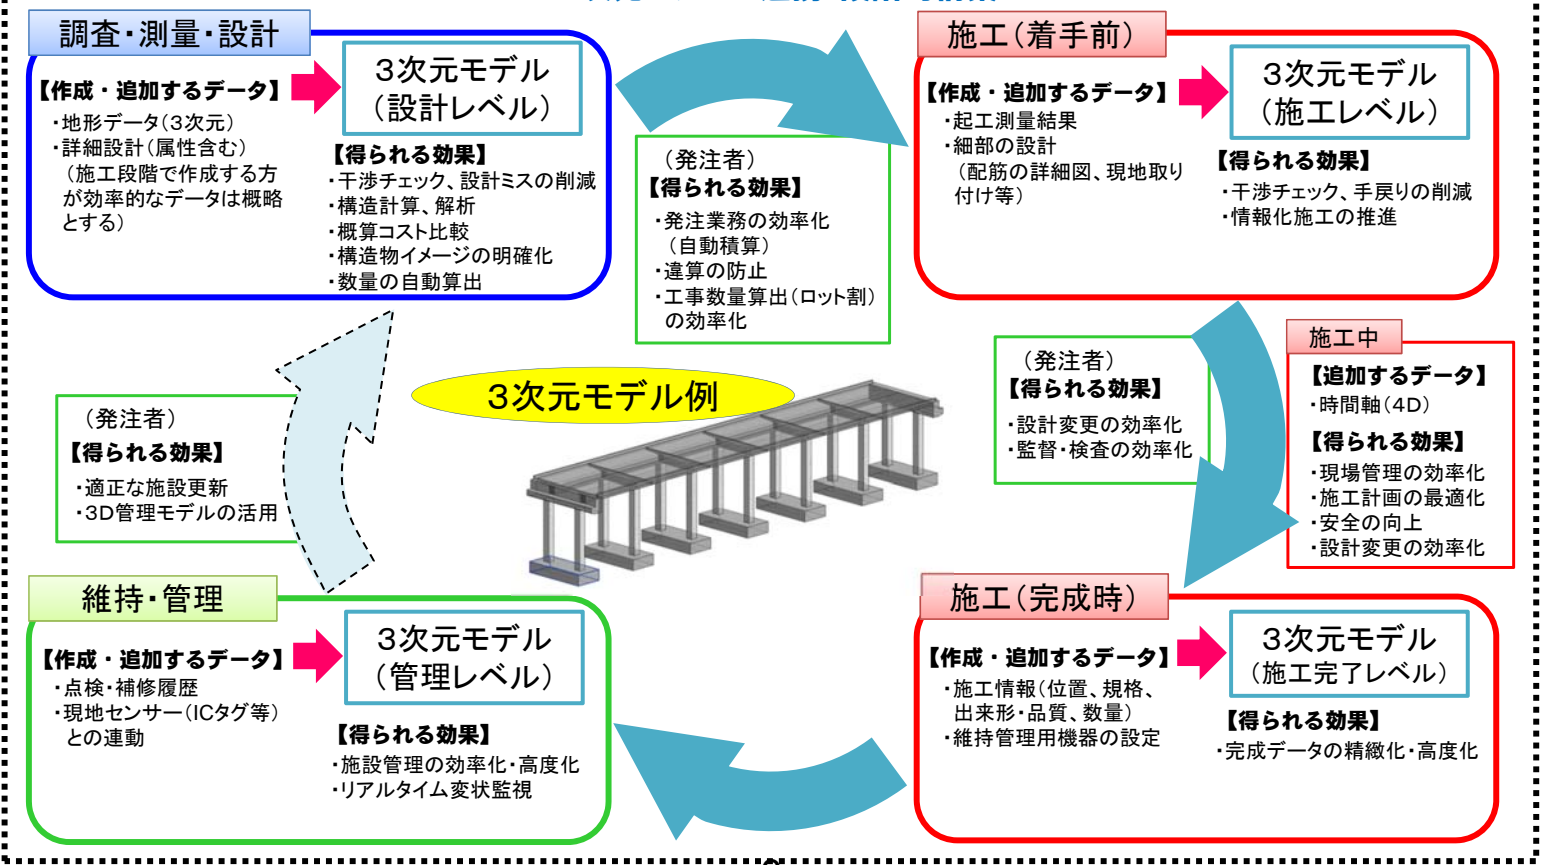 調査・測量・設計
【作成・追加するデータ】
・地形データ(3次元)
・詳細設計(属性含む)
(施工段階で作成する方
が効率的なデータは概略
とする)
3次元モデル
(設計レベル)
【得られる効果】
・干渉チェック、設計ミスの削減
・構造計算、解析
・概算コスト比較
・構造物イメージの明確化
・数量の自動算出
(発注者)
【得られる効果】
・発注業務の効率化
(自動積算)
・違算の防止
・工事数量算出(ロット割)
の効率化
施工(着手前)
【作成・追加するデータ】
・起工測量結果
・細部の設計
(配筋の詳細図、現地取り
付け等)
3次元モデル
(施工レベル)
【得られる効果】
・干渉チェック、手戻りの削減
・情報化施工の推進
(発注者)
【得られる効果】
・設計変更の効率化
・監督・検査の効率化
施工中
【追加するデータ】
・時間軸(4D)
【得られる効果】
・現場管理の効率化
・施工計画の最適化
・安全の向上
・設計変更の効率化
3次元モデル例
(発注者)
【得られる効果】
・適正な施設更新
・3D管理モデルの活用
維持・管理
【作成・追加するデータ】
・点検・補修履歴
・現地センサー(ICタグ等)
との連動
3次元モデル
(管理レベル)
【得られる効果】
・施設管理の効率化・高度化
・リアルタイム変状監視
施工(完成時)
【作成・追加するデータ】
・施工情報(位置、規格、
出来形・品質、数量)
・維持管理用機器の設定
3次元モデル
(施工完了レベル)
【得られる効果】
・完成データの精緻化・高度化